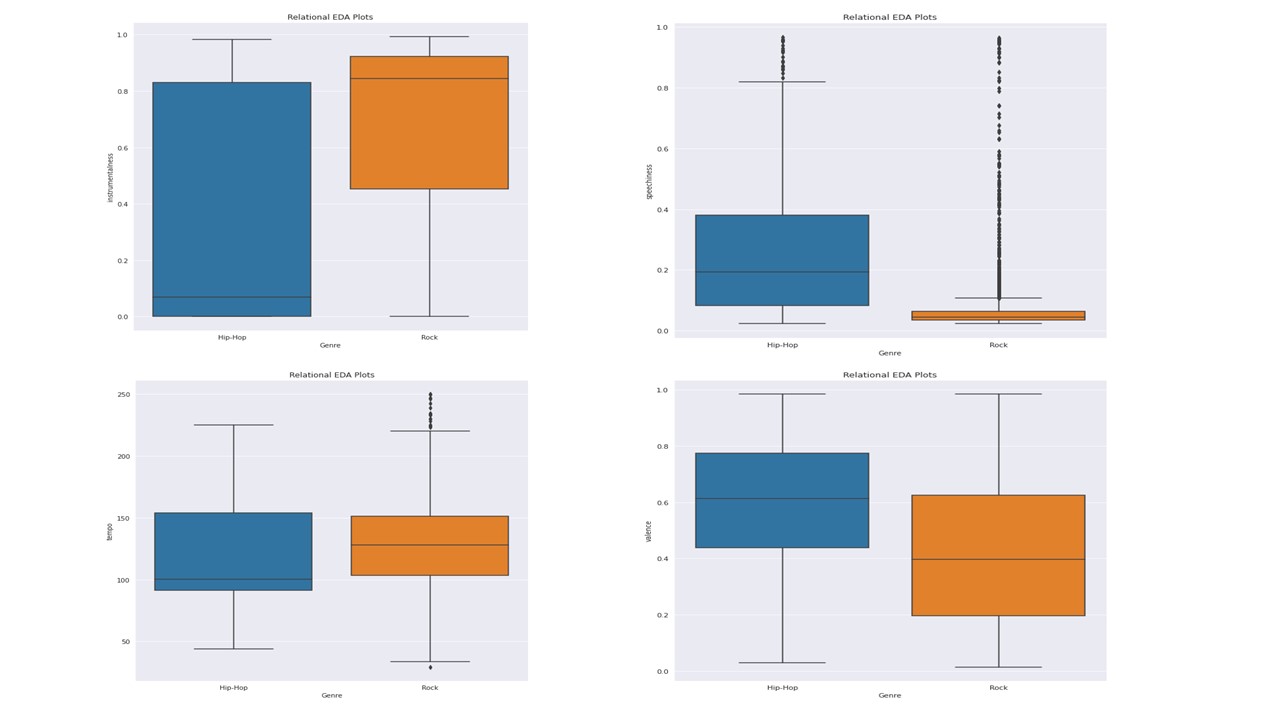 Relational EDA Plots
1.0
0.8
0.6
0.4
0.2
0.0
instrumentalness
Hip-Hop Rock
Genre
Relational EDA Plots
1.0
0.8
0.6
0.4
0.2
0.0
speechiness
Hip-Hop Rock
Genre
Relational EDA Plots
250
200
150
100
50
tempo
Hip-Hop Rock
Genre
Relational EDA Plots
1.0
0.8
0.6
0.4
0.2
0.0
valence
Hip-Hop Rock
Genre